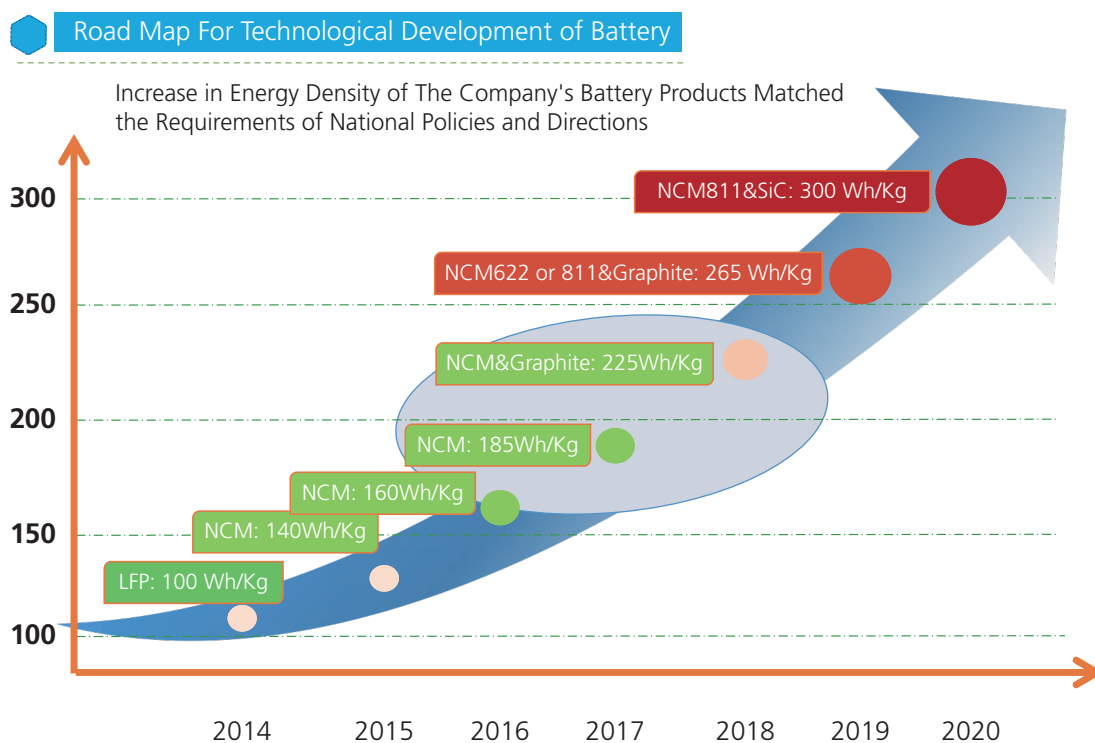 Road Map For Technological Development of Battery
Increase in Energy Density of The Company's Battery Products Matched
the Requirements of National Policies and Directions
300
NCM811&SiC: 300 Wh/Kg
NCM622 or 811&Graphite: 265 Wh/Kg
250
NCM&Graphite: 225Wh/Kg
200
NCM: 185Wh/Kg
NCM: 160Wh/Kg
NCM: 140Wh/Kg
150
LFP: 100 Wh/Kg
100
2014 2015 2016 2017 2018 2019 2020